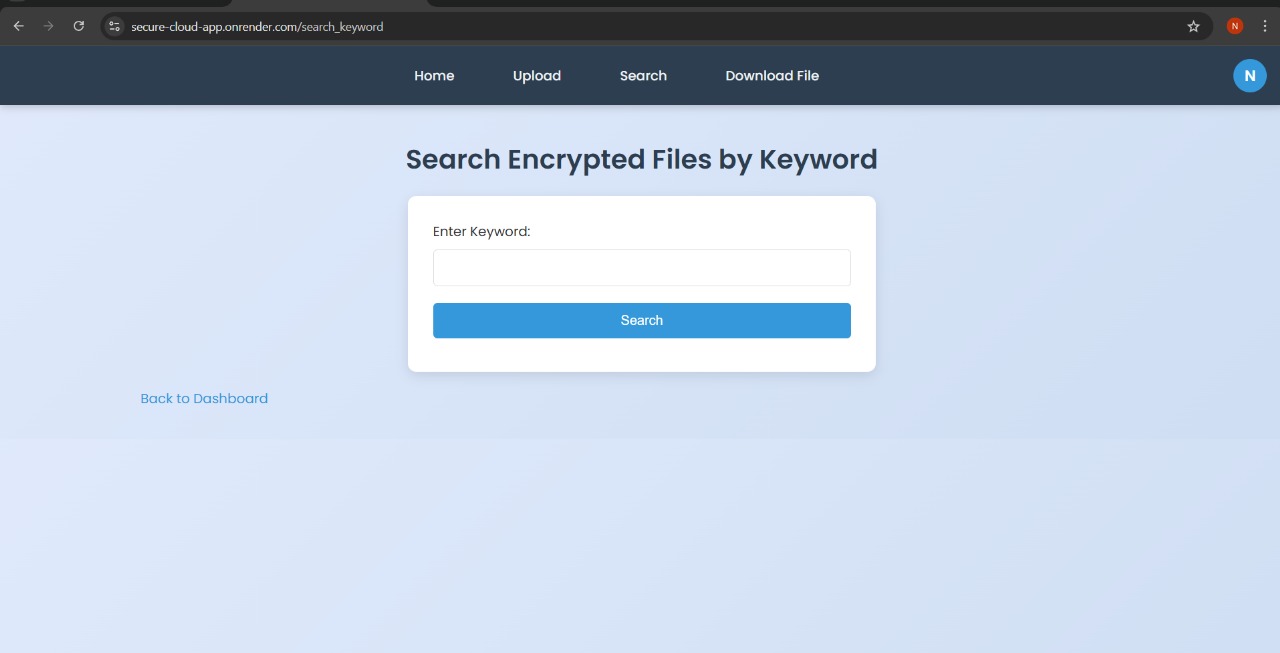 secure-cloud-app.onrender.com/search_keyword
N
Home Upload Search Download File N
Search Encrypted Files by Keyword
Enter Keyword:
Search
Back to Dashboard